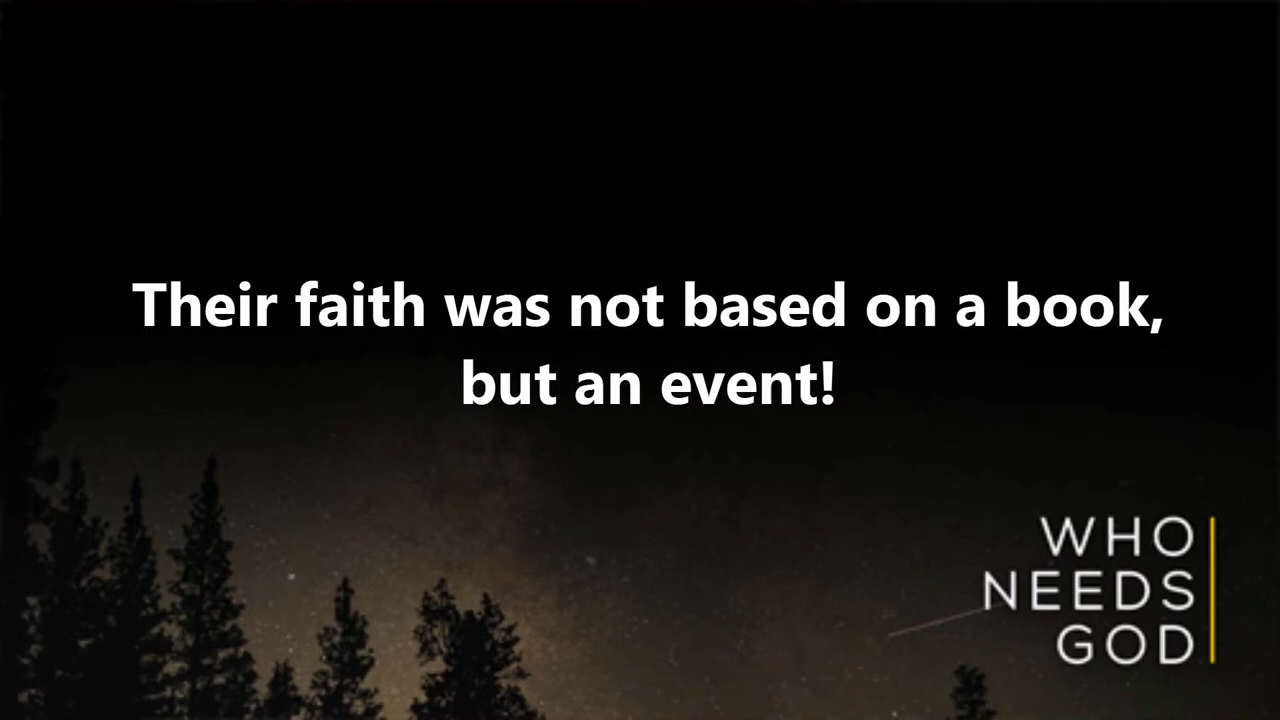 Their faith was not based on a book,
but an event!
WHO
NEEDS
GOD